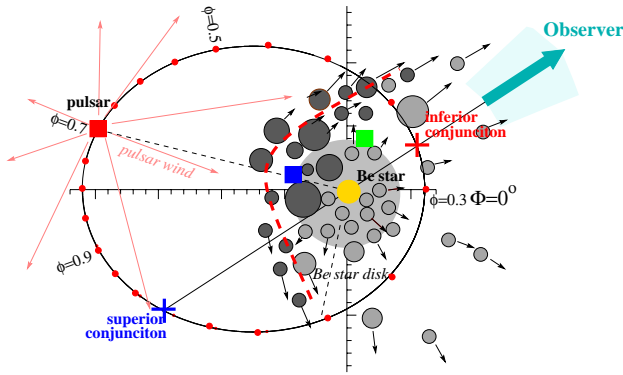 Observer
ϕ=0.5
pulsar
ϕ=0.7
inferior
conjunciton
pulsar wind
Be star
ϕ=0.3 Φ=0°
ϕ=0.9
Be star disk
superior
conjunciton